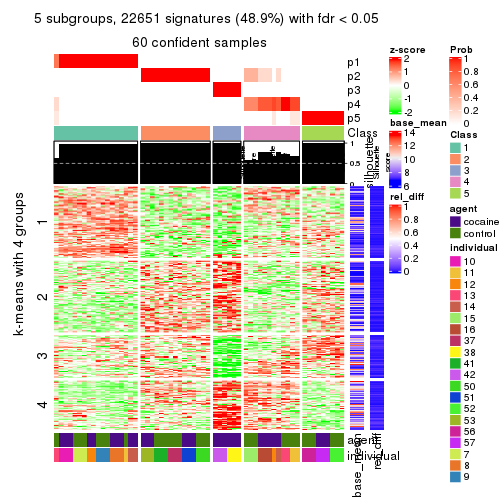 5 subgroups, 22651 signatures (48.9%) with fdr < 0.05
60 confident samples
p1
p2
p3
p4
p5
Class
1
0.5
0
silhouette
score
k-means with 4 groups
1
2
3
4
agent
individual
base_mean
rel_diff
z-score
2
1
0
-1
-2
base_mean
14
12
10
8
6
rel_diff
1
0.8
0.6
0.4
0.2
0
Prob
1
0.8
0.6
0.4
0.2
0
Class
1
2
3
4
5
agent
cocaine
control
individual
10
11
12
13
14
15
16
37
38
41
42
50
51
52
53
56
57
7
8
9